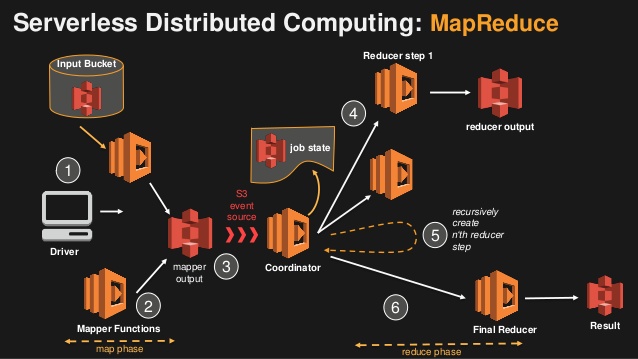 Serverless Distributed Computing: MapReduce
Input Bucket
Reducer step 1
reducer output
4
job state
1
S3
event
source
recursively
create
n'th reducer
step
5
Driver
mapper
output
3
Coordinator
2
6
Mapper Functions
Final Reducer
Result
map phase
reduce phase